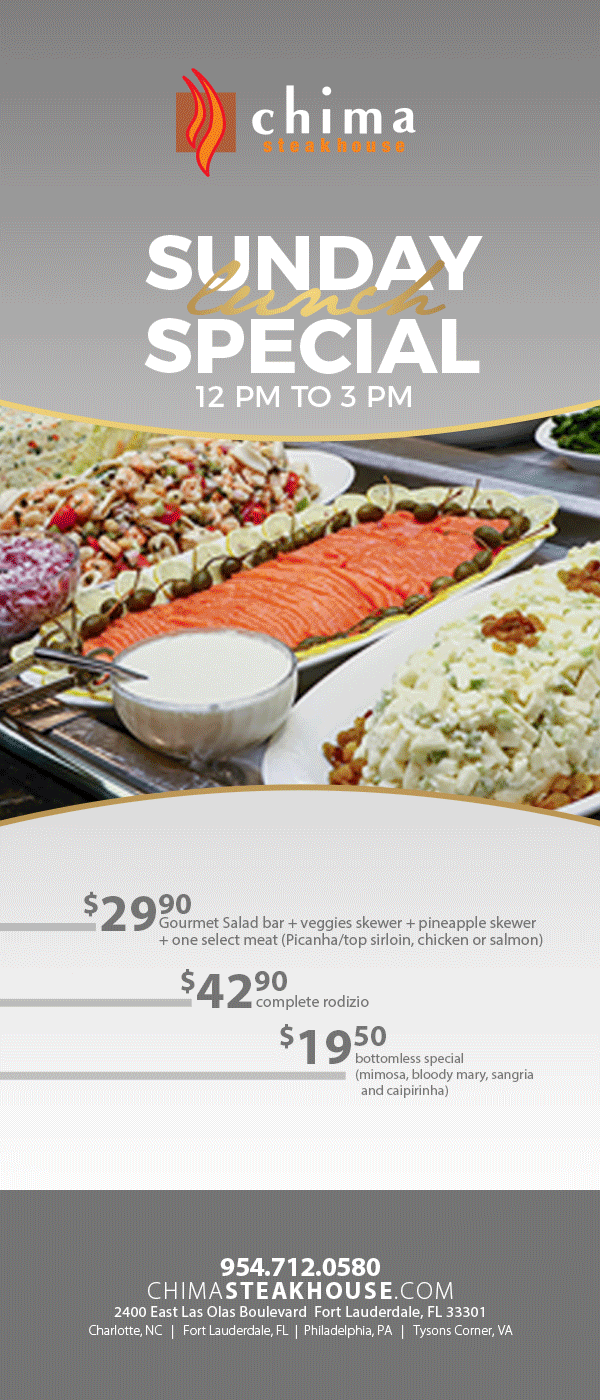 chima
steakhouse
SUNDAY
lunch
SPECIAL
12 PM TO 3 PM
$29 90
Gourmet Salad bar + veggies skewer + pineapple skewer
+ one select meat (Picanha/top sirloin, chicken or salmon)
$42 90
complete rodizio
$19 50
bottomless special
(mimosa, bloody mary, sangria
and caipirinha)
954.712.0580
CHIMASTEAKHOUSE.COM
2400 East Las Olas Boulevard Fort Lauderdale, FL 33301
Charlotte, NC | Fort Lauderdale, FL | Philadelphia, PA | Tysons Corner, VA